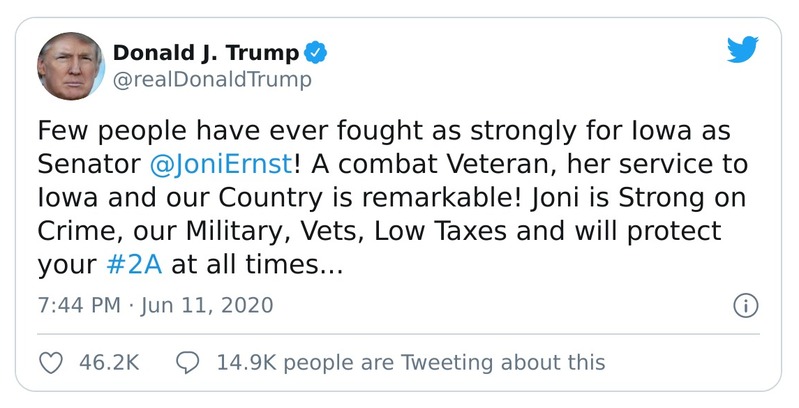 Donald J. Trump
@realDonaldTrump
Few people have ever fought as strongly for Iowa as
Senator @JoniErnst! A combat Veteran, her service to
Iowa and our Country is remarkable! Joni is Strong on
Crime, our Military, Vets, Low Taxes and will protect
your #2A at all times...
7:44 PM · Jun 11, 2020
46.2K 14.9K people are Tweeting about this